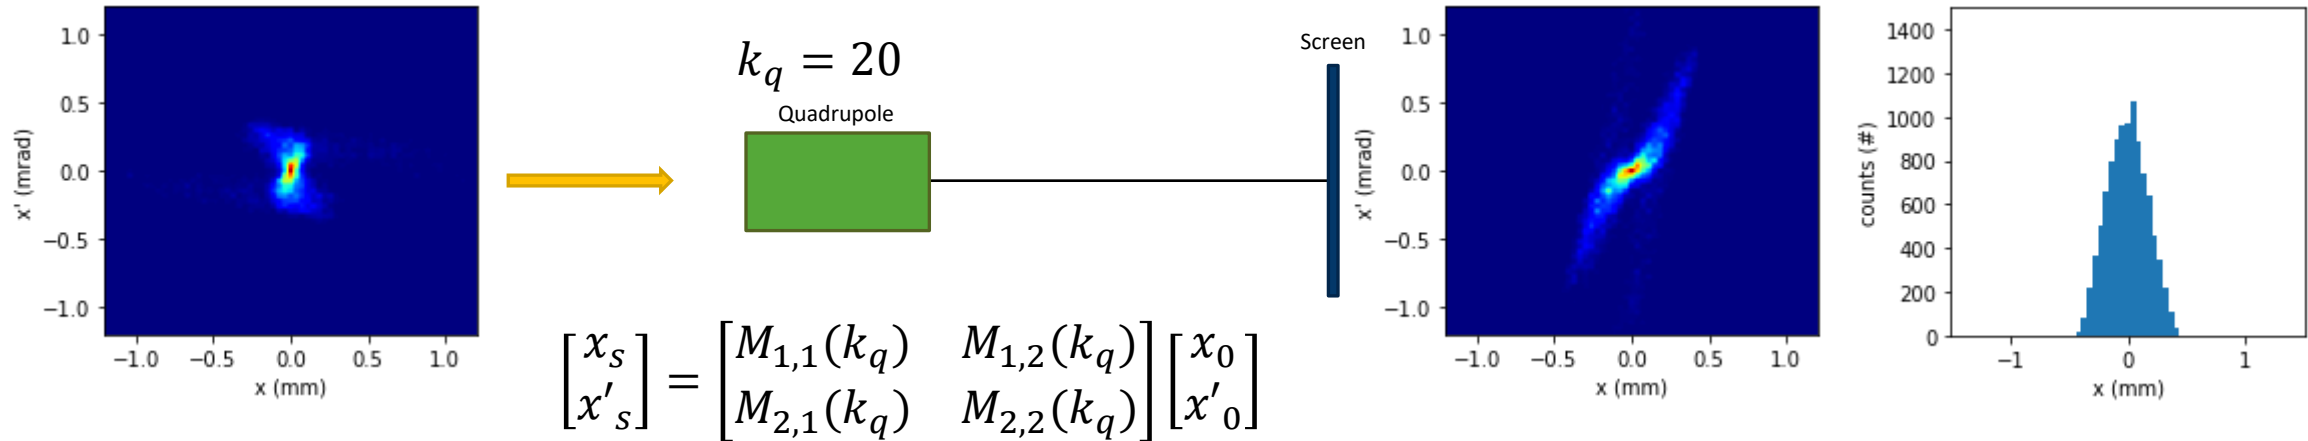 1.0
0.5
0.0
−0.5
−1.0
x' (mrad)
−1.0 −0.5 0.0 0.5 1.0
x (mm)
k_q = 20
Quadrupole
Screen
[x_s x'_s] = [M_{1,1}(k_q) M_{1,2}(k_q) M_{2,1}(k_q) M_{2,2}(k_q)] [x_0 x'_0]
1.0
0.5
0.0
−0.5
−1.0
x' (mrad)
−1.0 −0.5 0.0 0.5 1.0
x (mm)
1400
1200
1000
800
600
400
200
0
counts (#)
−1 0 1
x (mm)